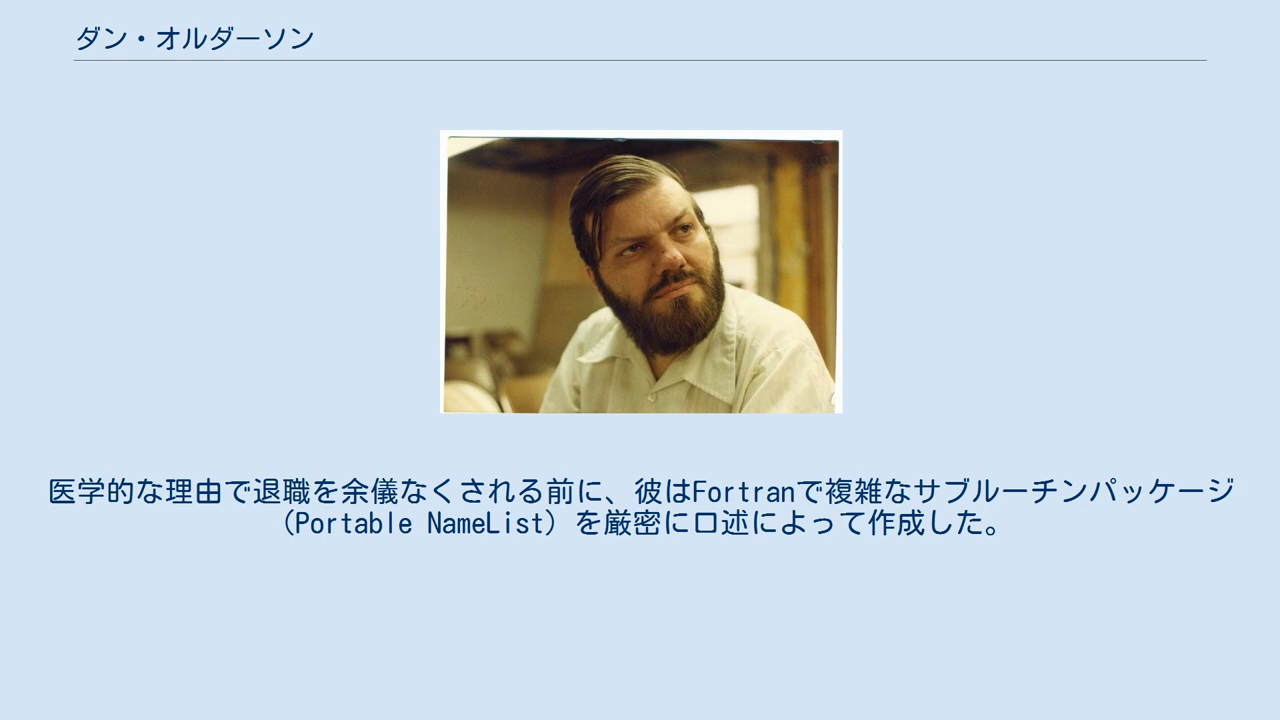 ダン・オルダーソン
医学的な理由で退職を余儀なくされる前に、彼はFortranで複雑なサブルーチンパッケージ
（Portable NameList）を厳密に口述によって作成した。